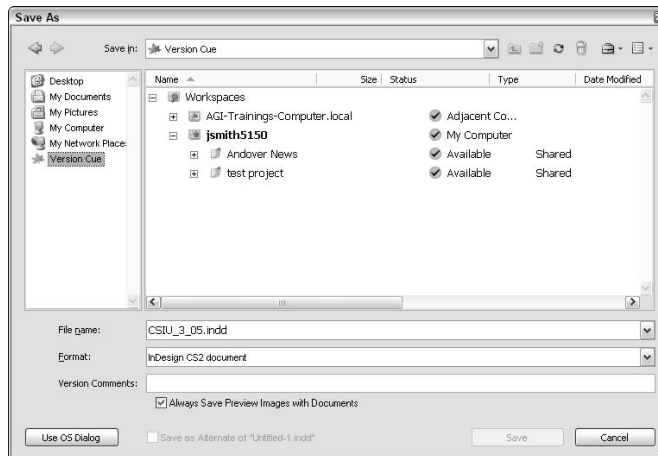 Save As
Save in: Version Cue
Desktop
My Documents
My Pictures
My Computer
My Network Place
Version Cue
Name Size Status Type Date Modified
Workspaces
AGI-Trainings-Computer.local Adjacent Co...
jsmith5150 My Computer
Andover News Available Shared
test project Available Shared
File name: CSIU_3_05.indd
Format: InDesign CS2 document
Version Comments:
Always Save Preview Images with Documents
Use OS Dialog Save as Alternate of "Untitled-1.indd" Save Cancel